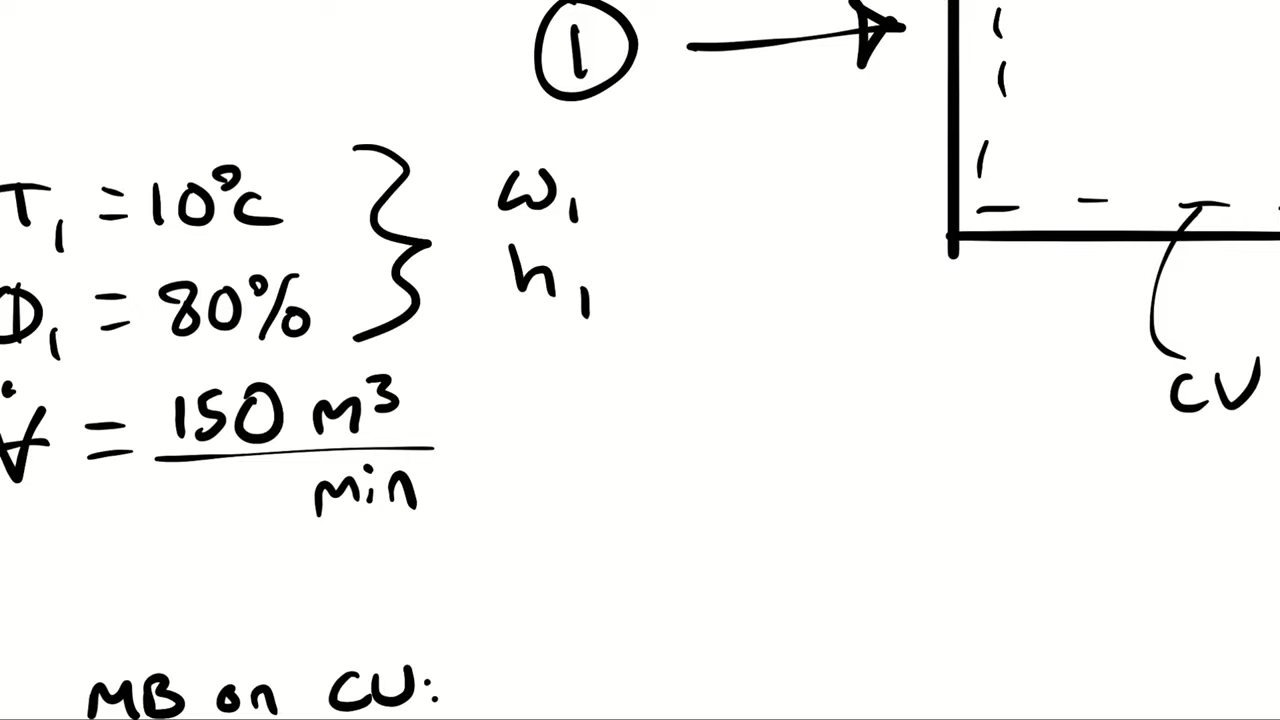 ①
T₁ = 10°C
Φ₁ = 80%
ω₁
h₁
V̇ = 150 m³ / min
CV
MB on CV: